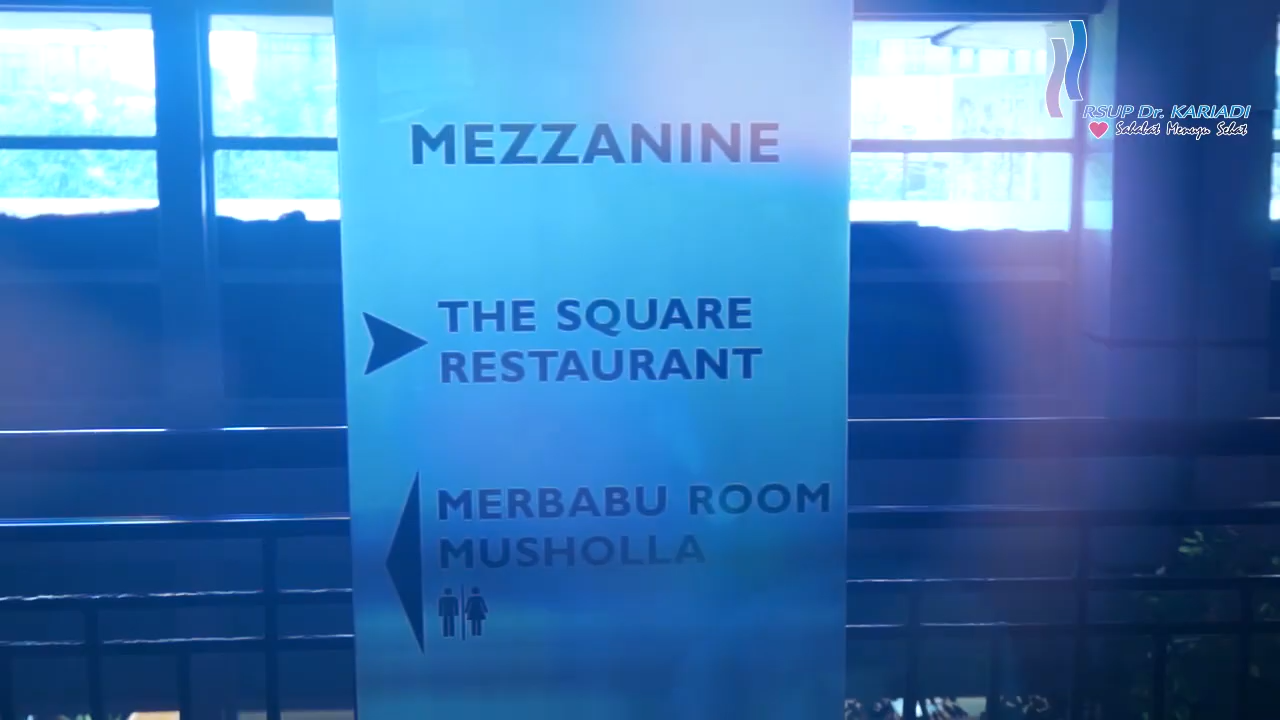 MEZZANINE
THE SQUARE
RESTAURANT
MERBABU ROOM
MUSHOLLA
RSUP Dr. KARIADI
Sahabat Menuju Sehat